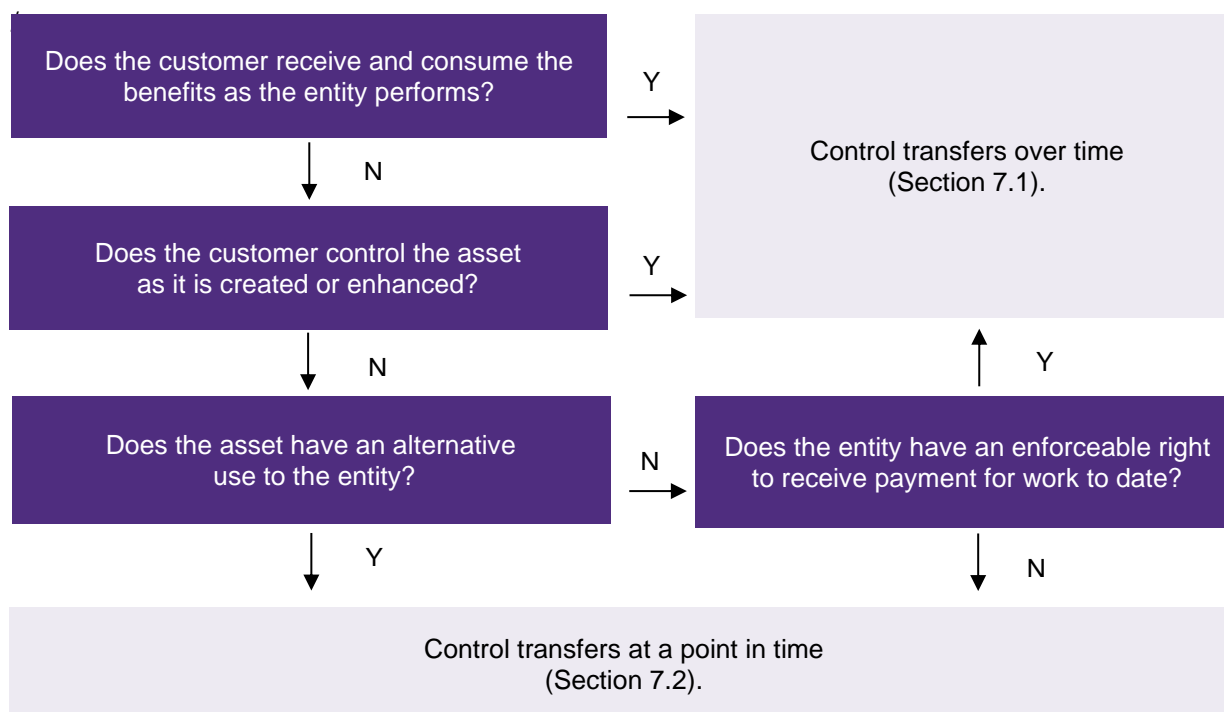 Does the customer receive and consume the
benefits as the entity performs?
Y
Control transfers over time
(Section 7.1).
N
Does the customer control the asset
as it is created or enhanced?
Y
N
Y
Does the asset have an alternative
use to the entity?
N
Does the entity have an enforceable right
to receive payment for work to date?
Y
N
Control transfers at a point in time
(Section 7.2).